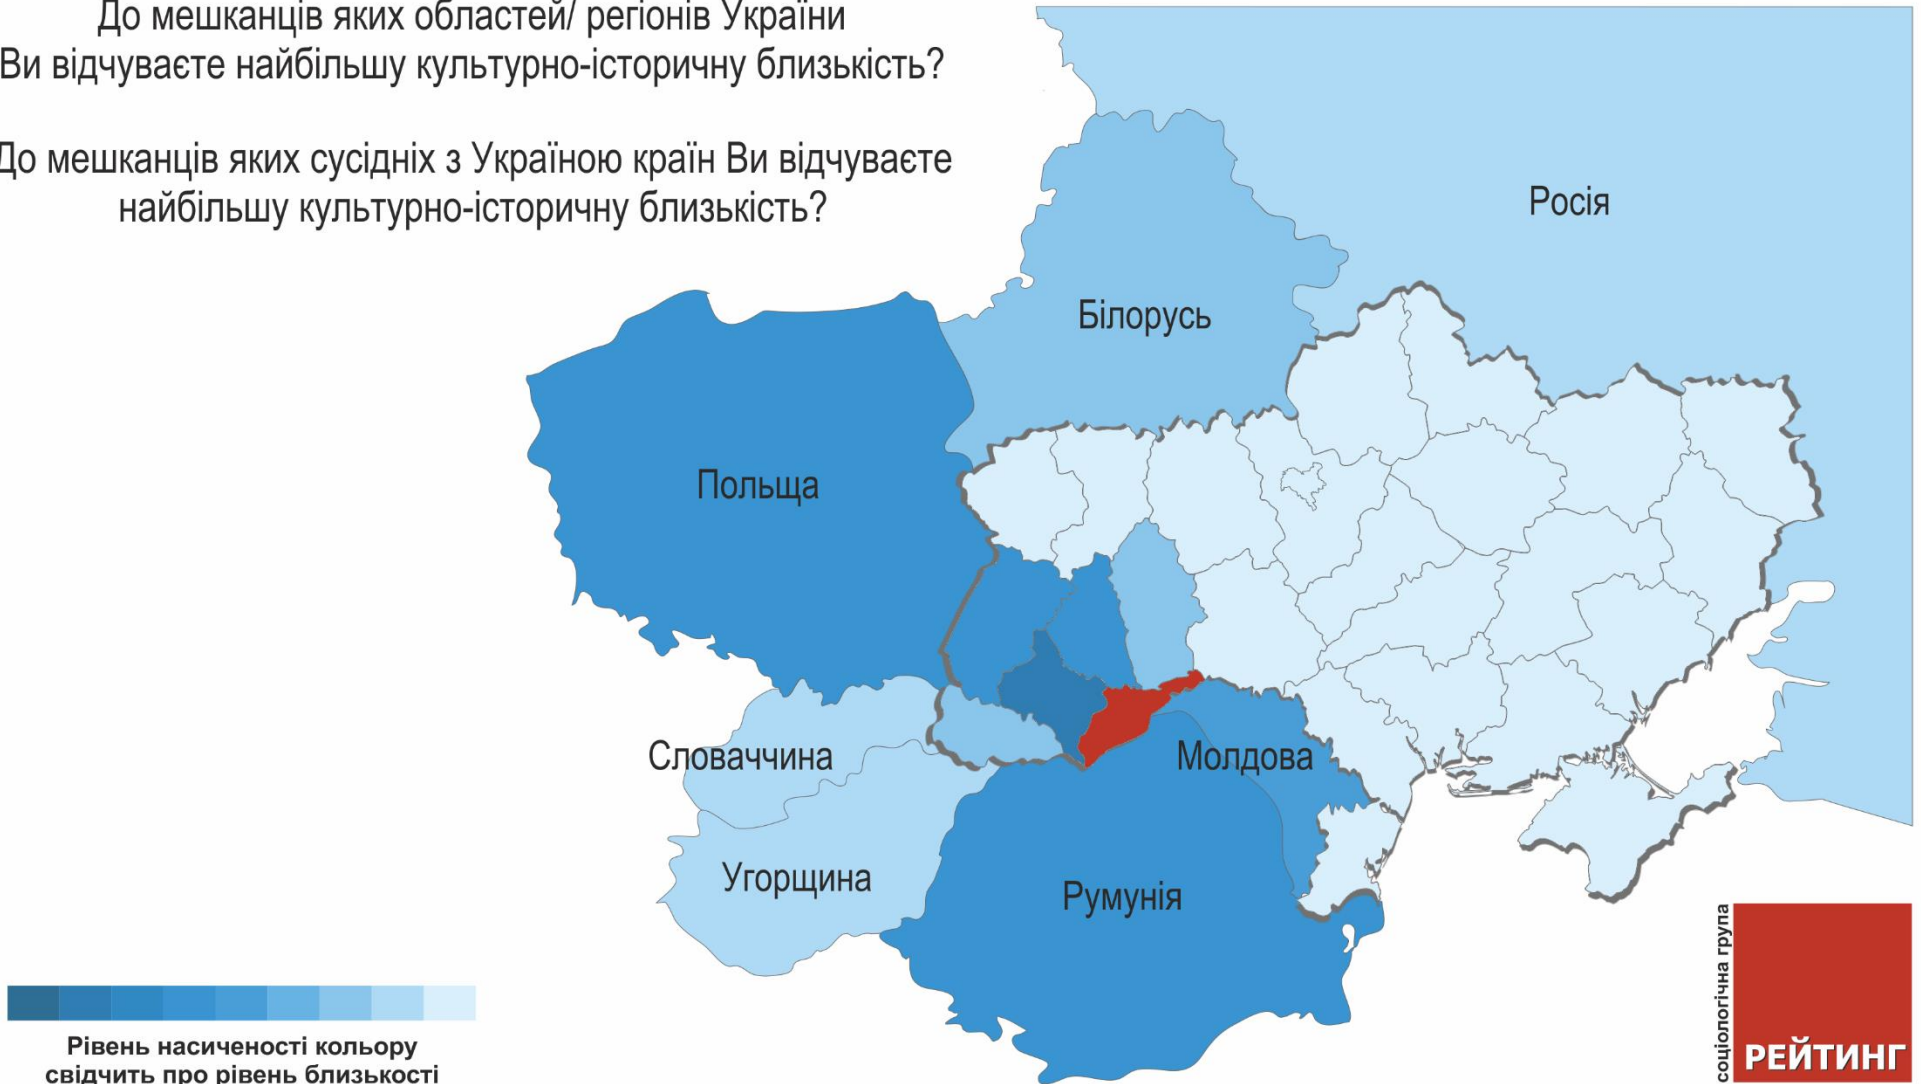 До мешканців яких областей/ регіонів України
Ви відчуваєте найбільшу культурно-історичну близькість?
До мешканців яких сусідніх з Україною країн Ви відчуваєте
найбільшу культурно-історичну близькість?
Росія
Білорусь
Польща
Словаччина
Молдова
Угорщина
Румунія
Рівень насиченості кольору
свідчить про рівень близькості
соціологічна група
РЕЙТИНГ